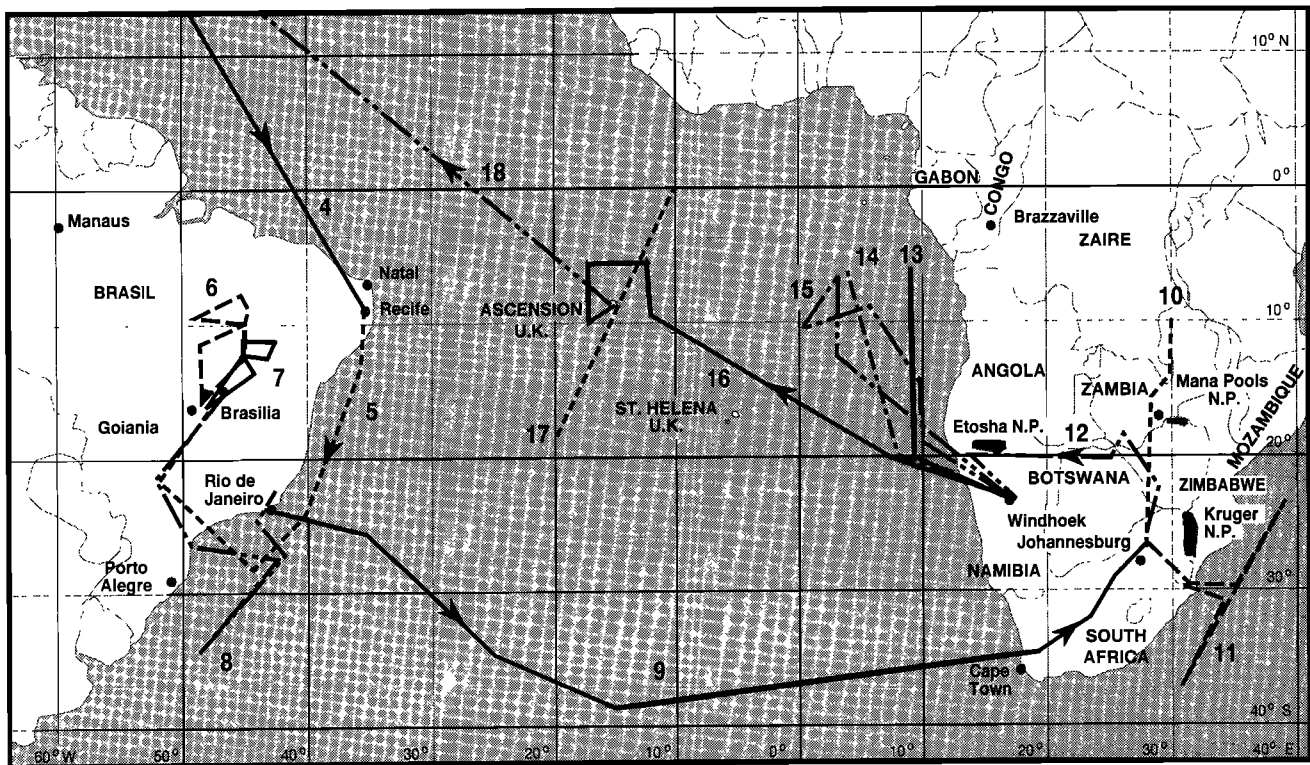 10° N
18
GABON
CONGO
0°
4
Manaus
Brazzaville
ZAIRE
6
Natal
BRASIL
Recife
ASCENSION
U.K.
15
14
13
10
10°
7
16
ANGOLA
ZAMBIA
Mana Pools
N.P.
MOZAMBIQUE
Goiania
Brasilia
5
ST. HELENA
U.K.
17
Etosha N.P.
12
20°
BOTSWANA
ZIMBABWE
Rio de
Janeiro
Kruger
N.P.
Windhoek
Johannesburg
Porto
Alegre
NAMIBIA
30°
8
9
SOUTH
AFRICA
11
Cape
Town
40° S
60° W
50°
40°
30°
20°
10°
0°
10°
20°
30°
40° E